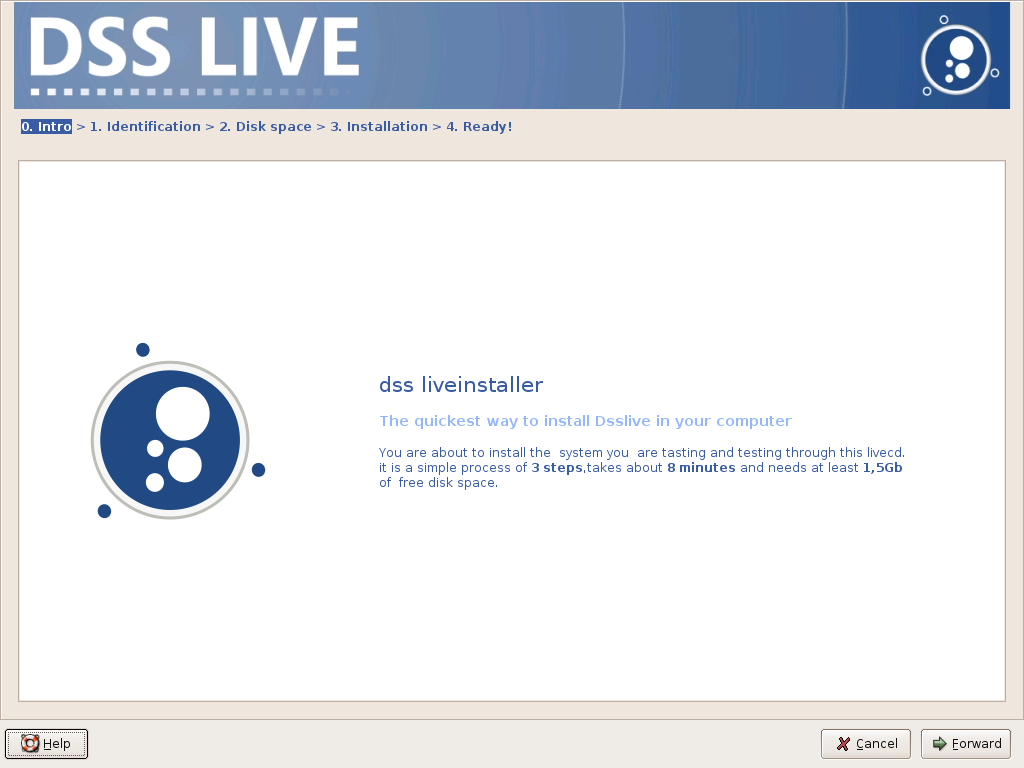 DSS LIVE
0. Intro > 1. Identification > 2. Disk space > 3. Installation > 4. Ready!
dss liveinstaller
The quickest way to install Dsslive in your computer
You are about to install the  system you  are tasting and testing through this livecd.
it is a simple process of 3 steps,takes about 8 minutes and needs at least 1,5Gb
of  free disk space.
Help
Cancel
Forward